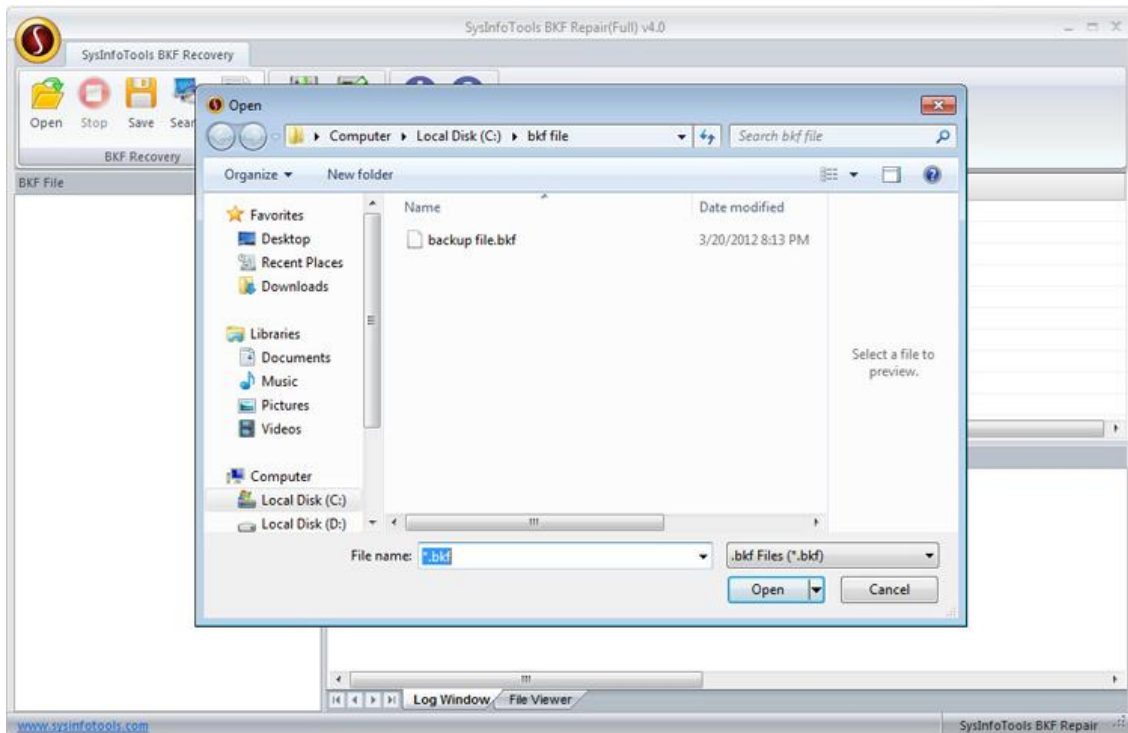 SysInfoTools BKF Repair(Full) v4.0
SysInfoTools BKF Recovery
Open Stop Save
BKF Recovery
BKF File
Open
Computer Local Disk (C:) bkf file
Search bkf file
Organize New folder
Favorites
Desktop
Recent Places
Downloads
Libraries
Documents
Music
Pictures
Videos
Computer
Local Disk (C:)
Local Disk (D:)
Name Date modified
backup file.bkf 3/20/2012 8:13 PM
Select a file to
preview.
File name: *.bkf .bkf Files (*.bkf)
Open Cancel
Log Window File Viewer
www.sysinfotools.com SysInfoTools BKF Repair